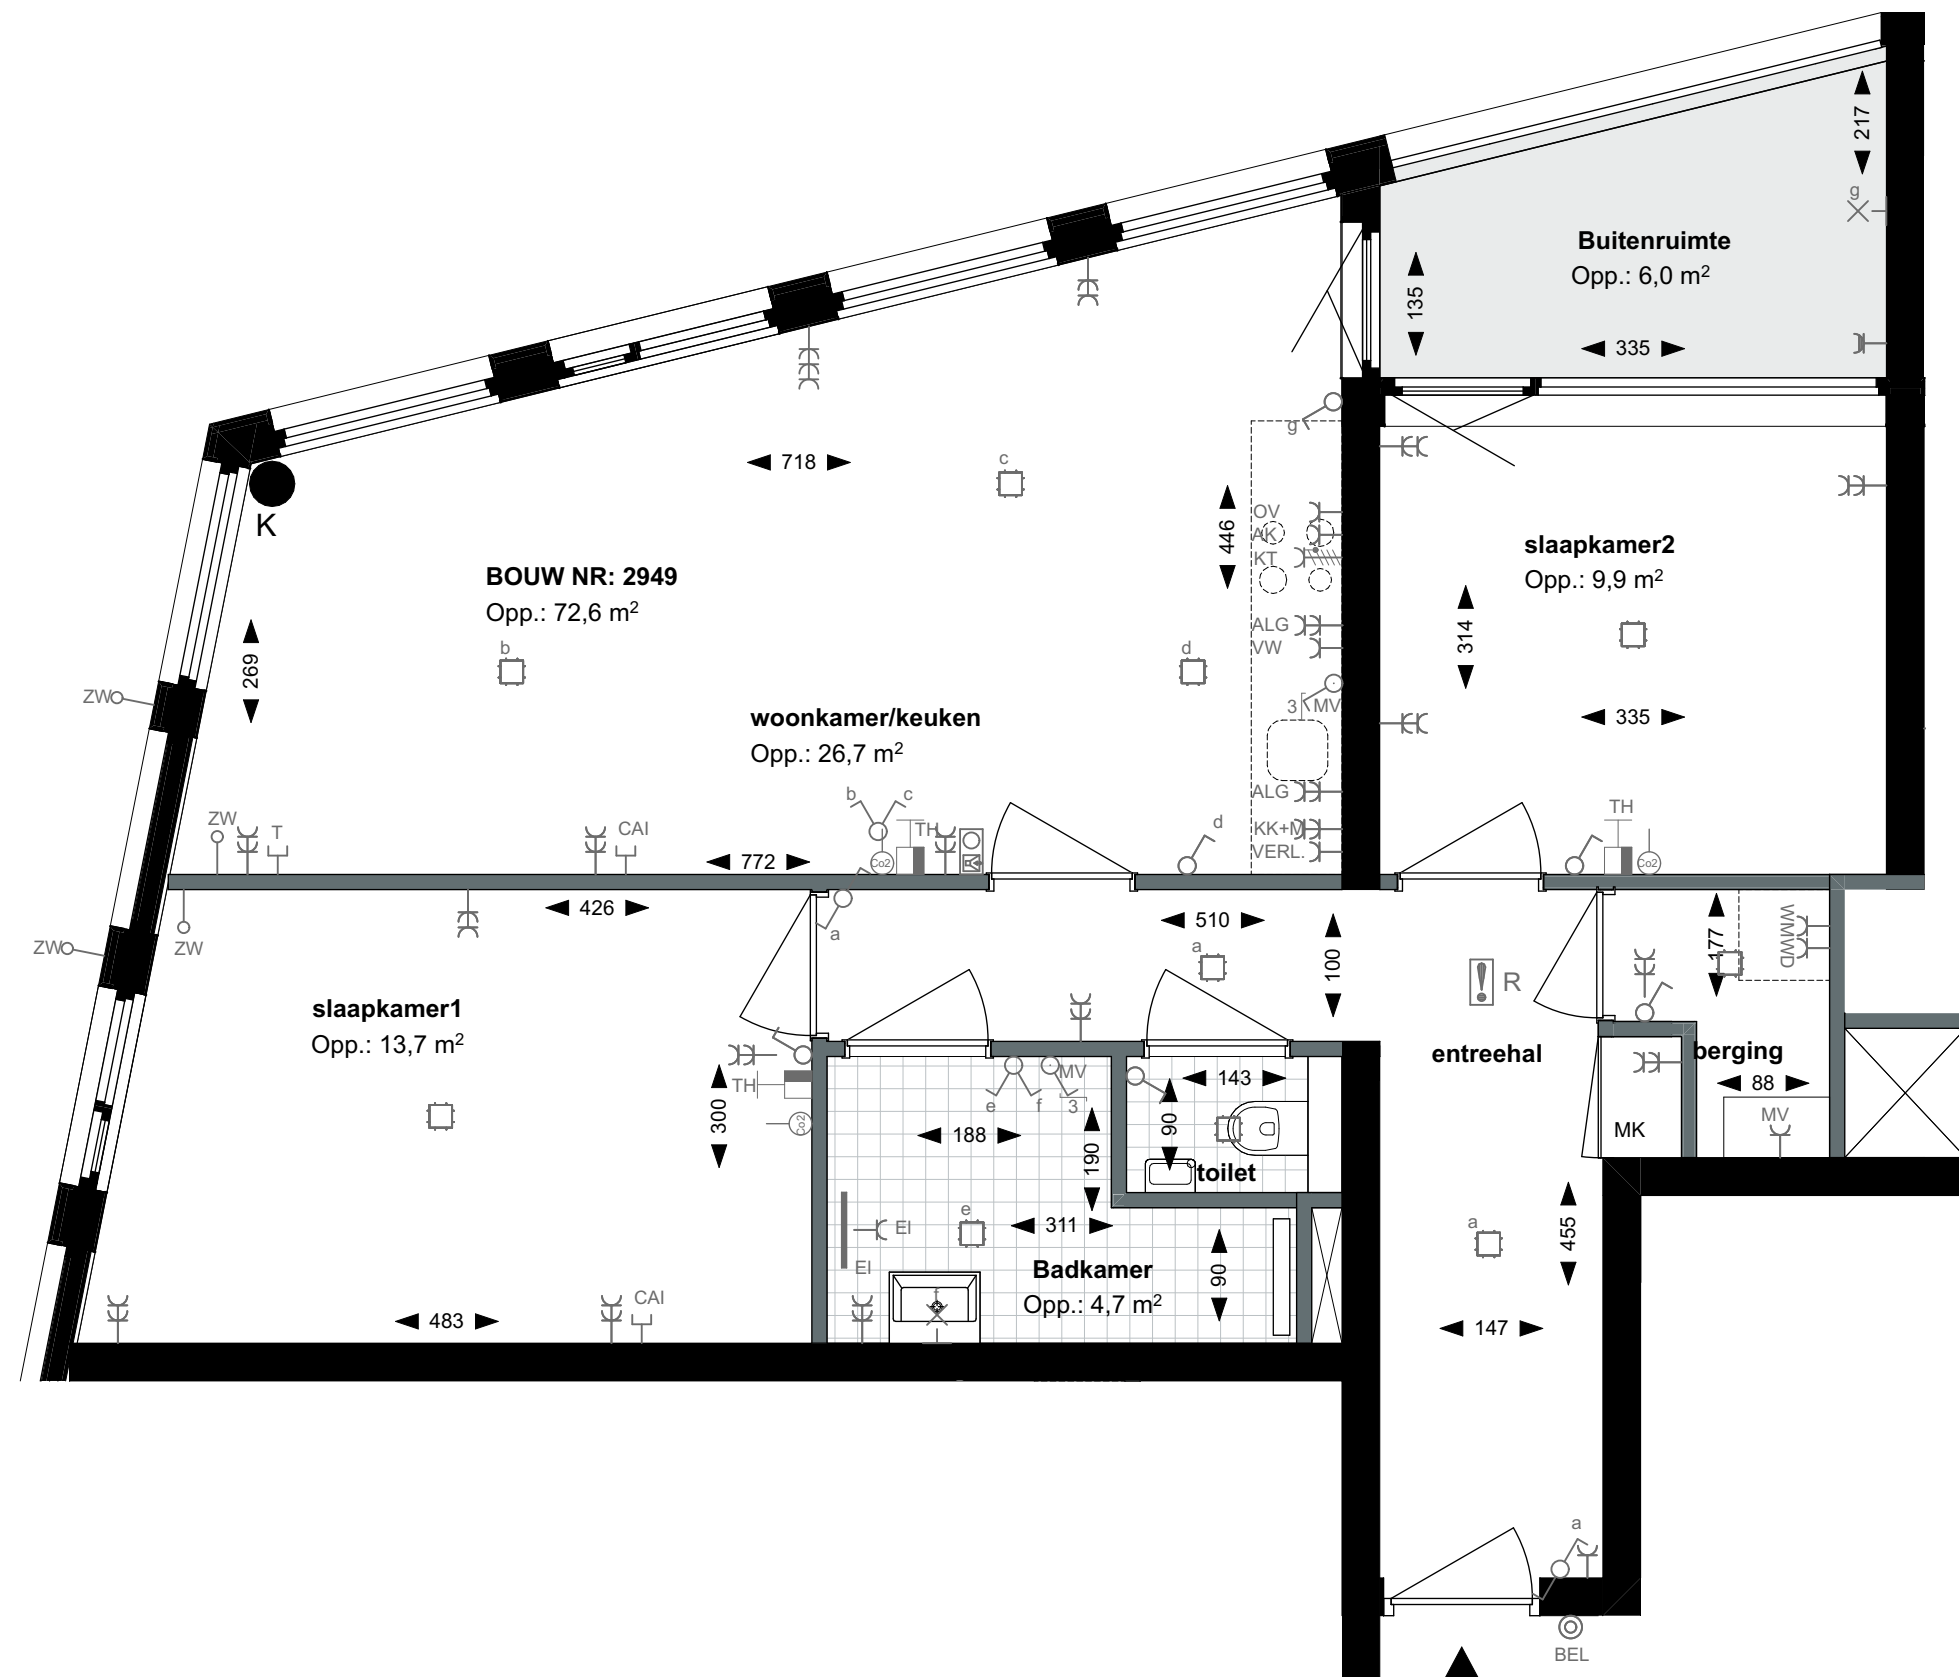 217
g
Buitenruimte
Opp.: 6,0 m²
135
335
g
718
c
K
446
OV
AK
KT
slaapkamer2
Opp.: 9,9 m²
BOUW NR: 2949
Opp.: 72,6 m²
269
b
d
ALG
VW
314
ZW
3
MV
woonkamer/keuken
Opp.: 26,7 m²
335
b
c
ALG
TH
ZW
T
CAI
TH
d
KK+M
VERL.
772
Co2
Co2
426
a
510
a
100
177
WMWD
ZW
ZW
R
slaapkamer1
Opp.: 13,7 m²
entreehal
berging
TH
300
Co2
MV
e
f
3
143
90
88
188
190
MK
MV
toilet
EI
e
311
a
455
EI
Badkamer
Opp.: 4,7 m²
90
CAI
f
483
147
a
BEL